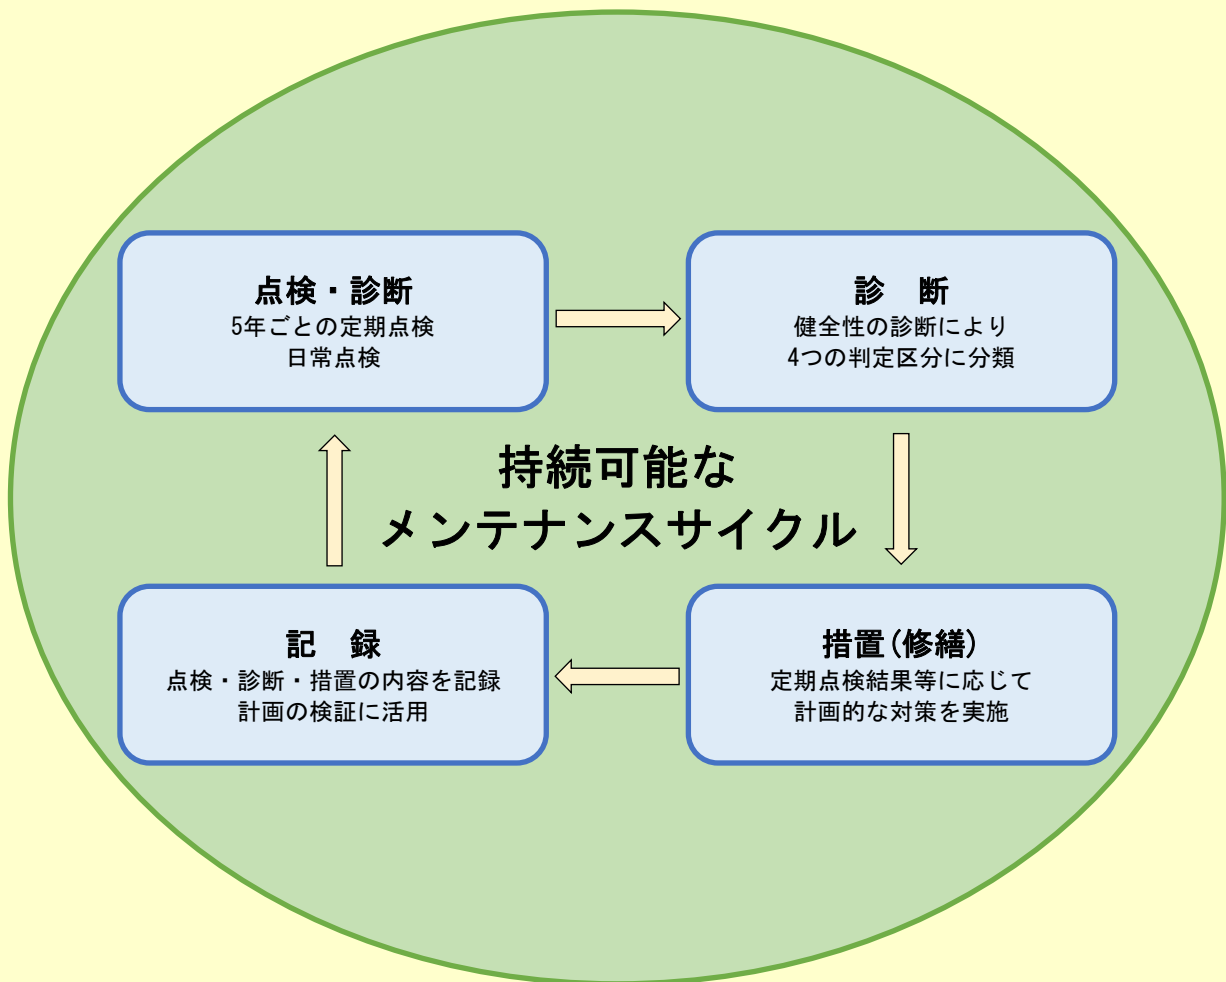 点検・診断
5年ごとの定期点検
日常点検
診　断
健全性の診断により
4つの判定区分に分類
持続可能な
メンテナンスサイクル
記　録
点検・診断・措置の内容を記録
計画の検証に活用
措置(修繕)
定期点検結果等に応じて
計画的な対策を実施